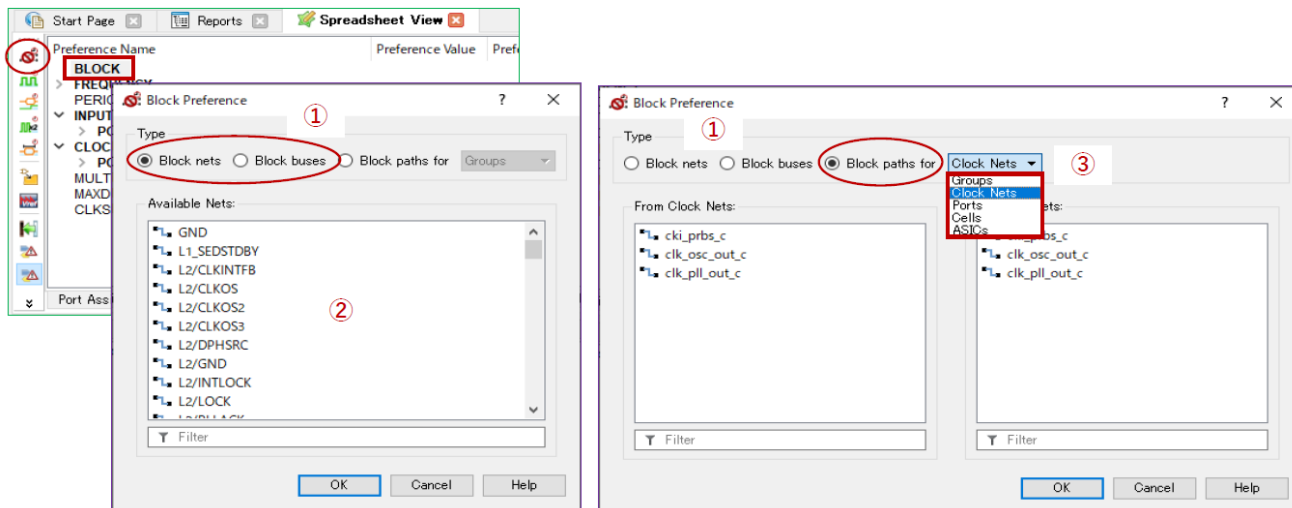 Start Page
Reports
Spreadsheet View
Preference Name
Preference Value
Pref
BLOCK
FREQUENCY
PERIO
INPUT
PO
CLOC
PO
MULT
MAXD
CLKS
Port Ass
Block Preference
?
①
Type
Block nets
Block buses
Block paths for
Groups
Available Nets:
GND
L1_SEDSTDBY
L2/CLKINTFB
L2/CLKOS
L2/CLKOS2
L2/CLKOS3
L2/DPHSRC
L2/GND
L2/INTLOCK
L2/LOCK
②
Filter
OK
Cancel
Help
Block Preference
?
①
Type
Block nets
Block buses
Block paths for
Clock Nets
③
Groups
Clock Nets
Ports
Cells
ASICs
From Clock Nets:
ets:
cki_prbs_c
clk_osc_out_c
clk_pll_out_c
clk_osc_out_c
clk_pll_out_c
Filter
Filter
OK
Cancel
Help